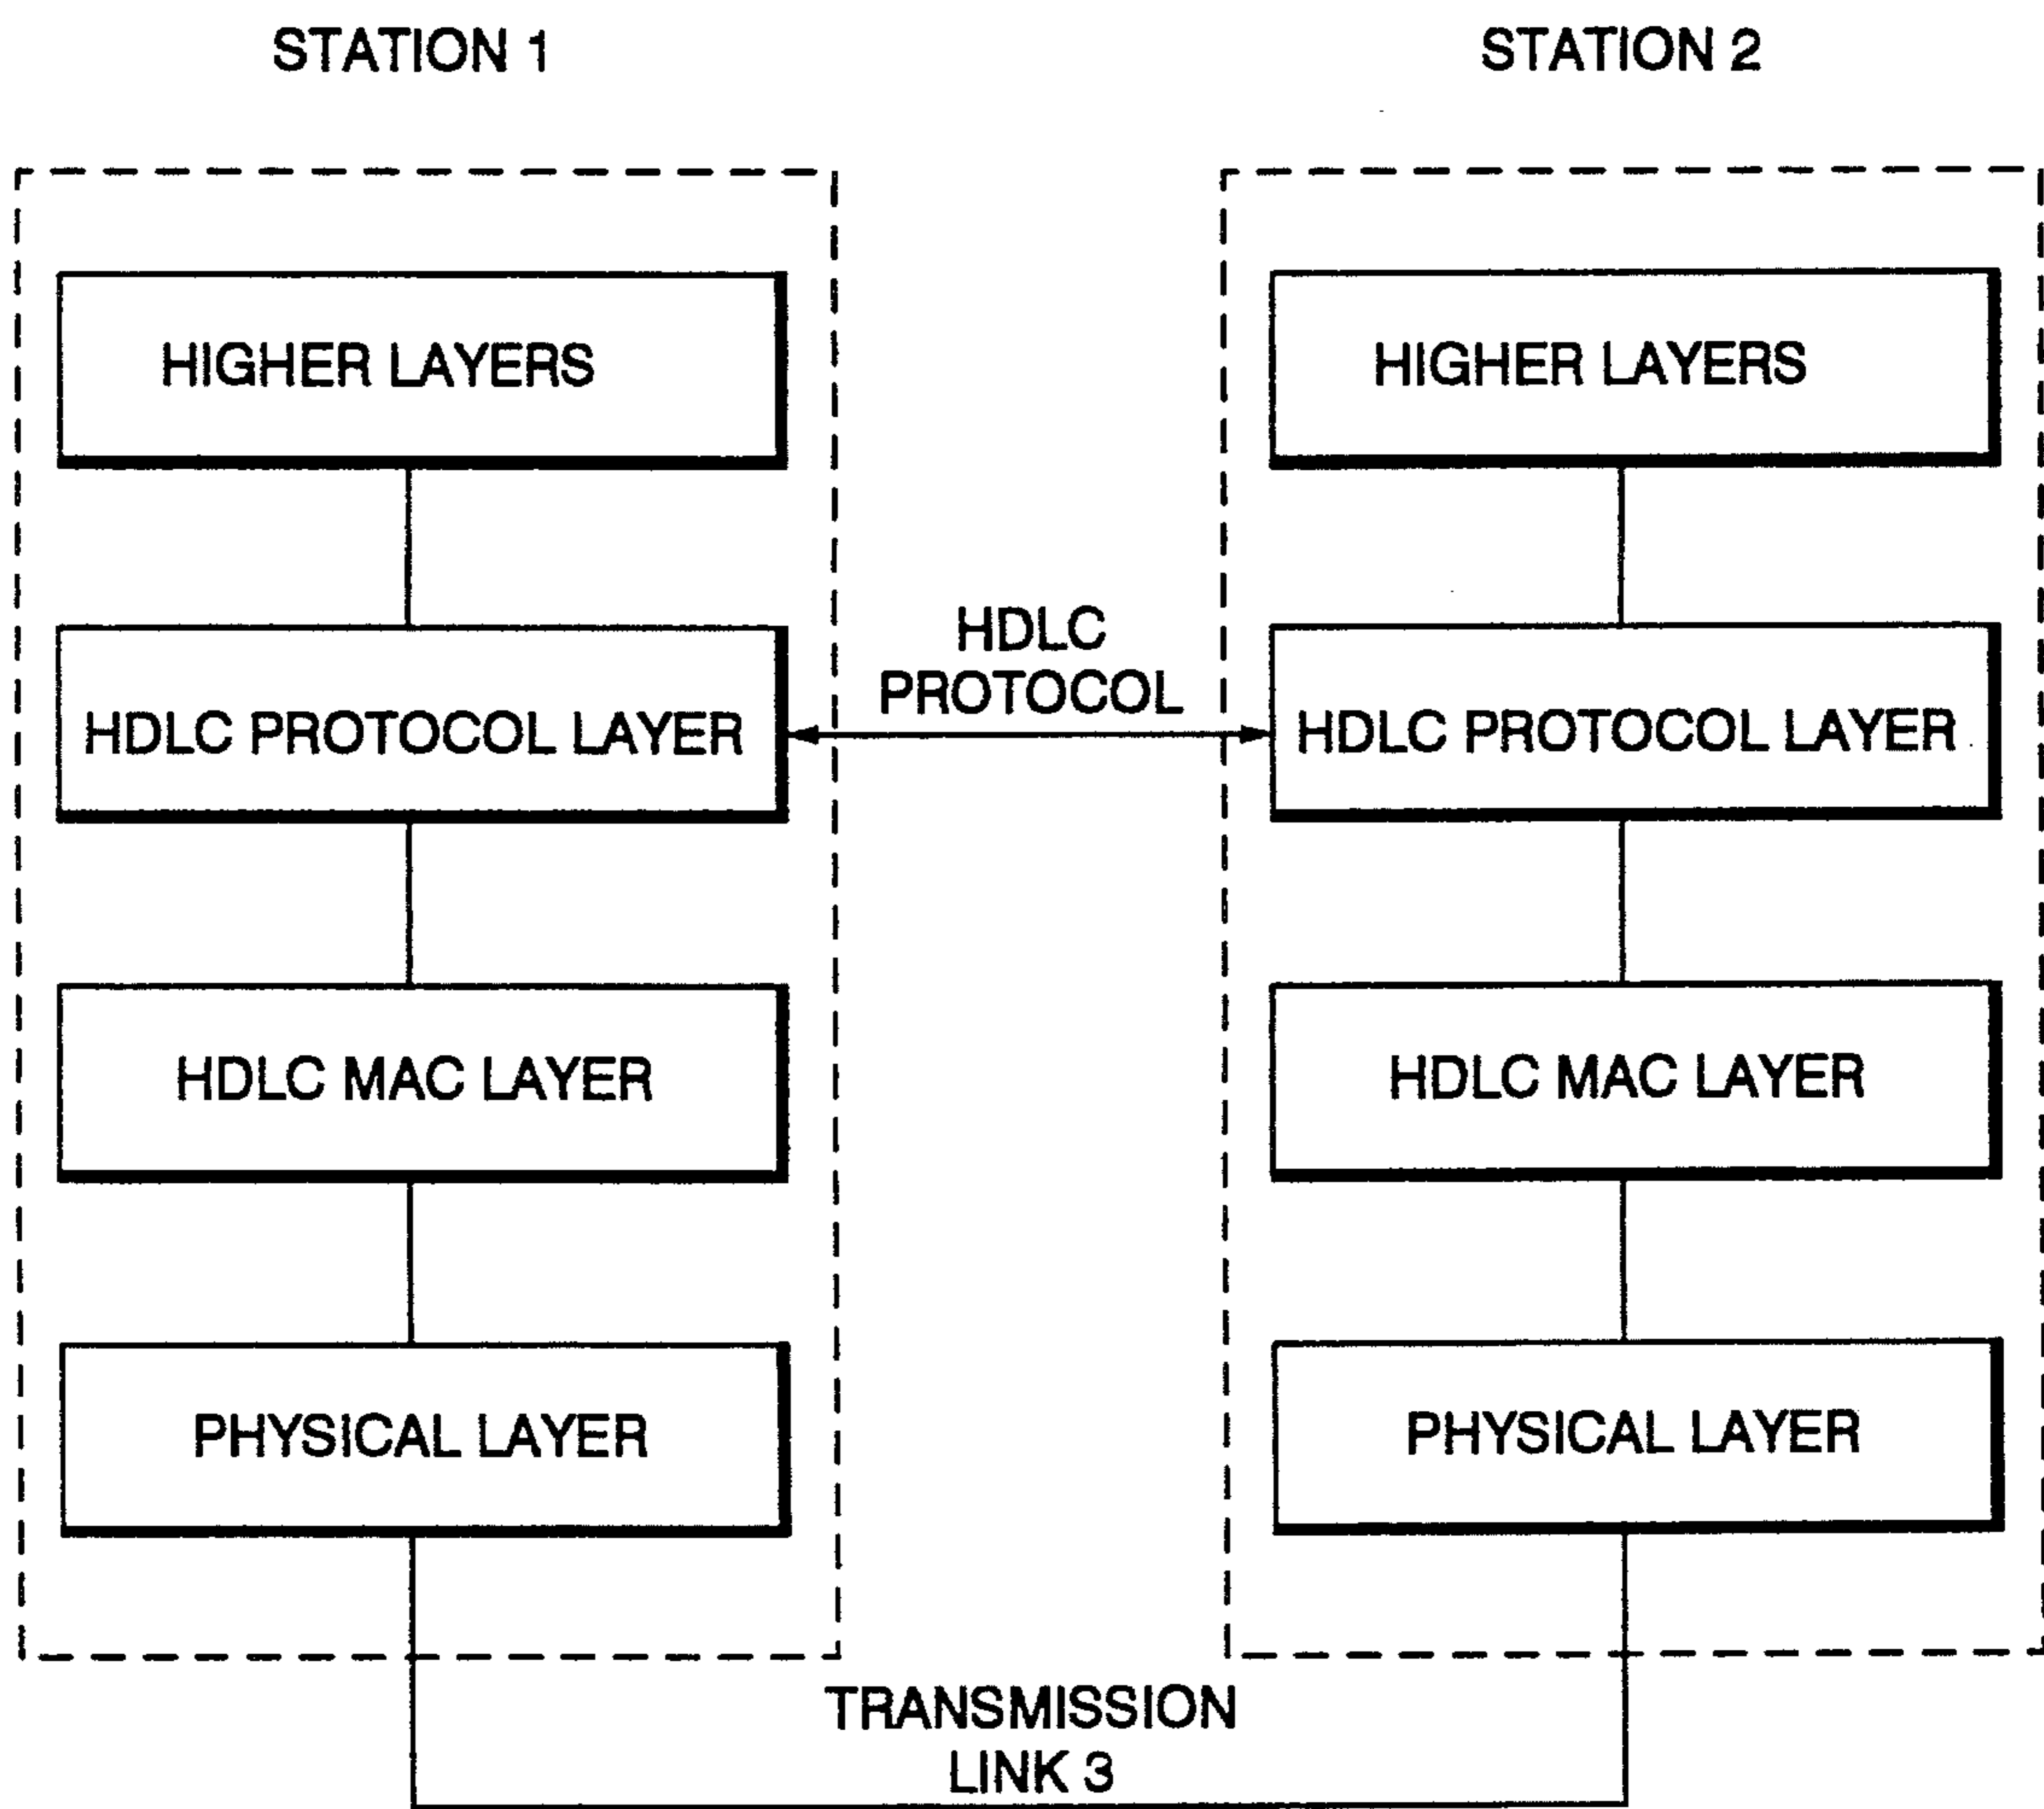 STATION 1
STATION 2
HIGHER LAYERS
HIGHER LAYERS
HDLC
PROTOCOL
HDLC PROTOCOL LAYER
HDLC PROTOCOL LAYER
HDLC MAC LAYER
HDLC MAC LAYER
PHYSICAL LAYER
PHYSICAL LAYER
TRANSMISSION
LINK 3